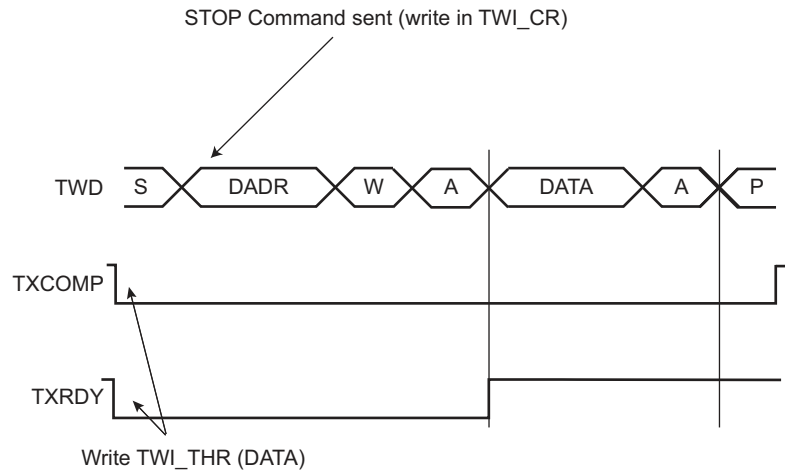 STOP Command sent (write in TWI_CR)
TWD S DADR W A DATA A P
TXCOMP
TXRDY
Write TWI_THR (DATA)